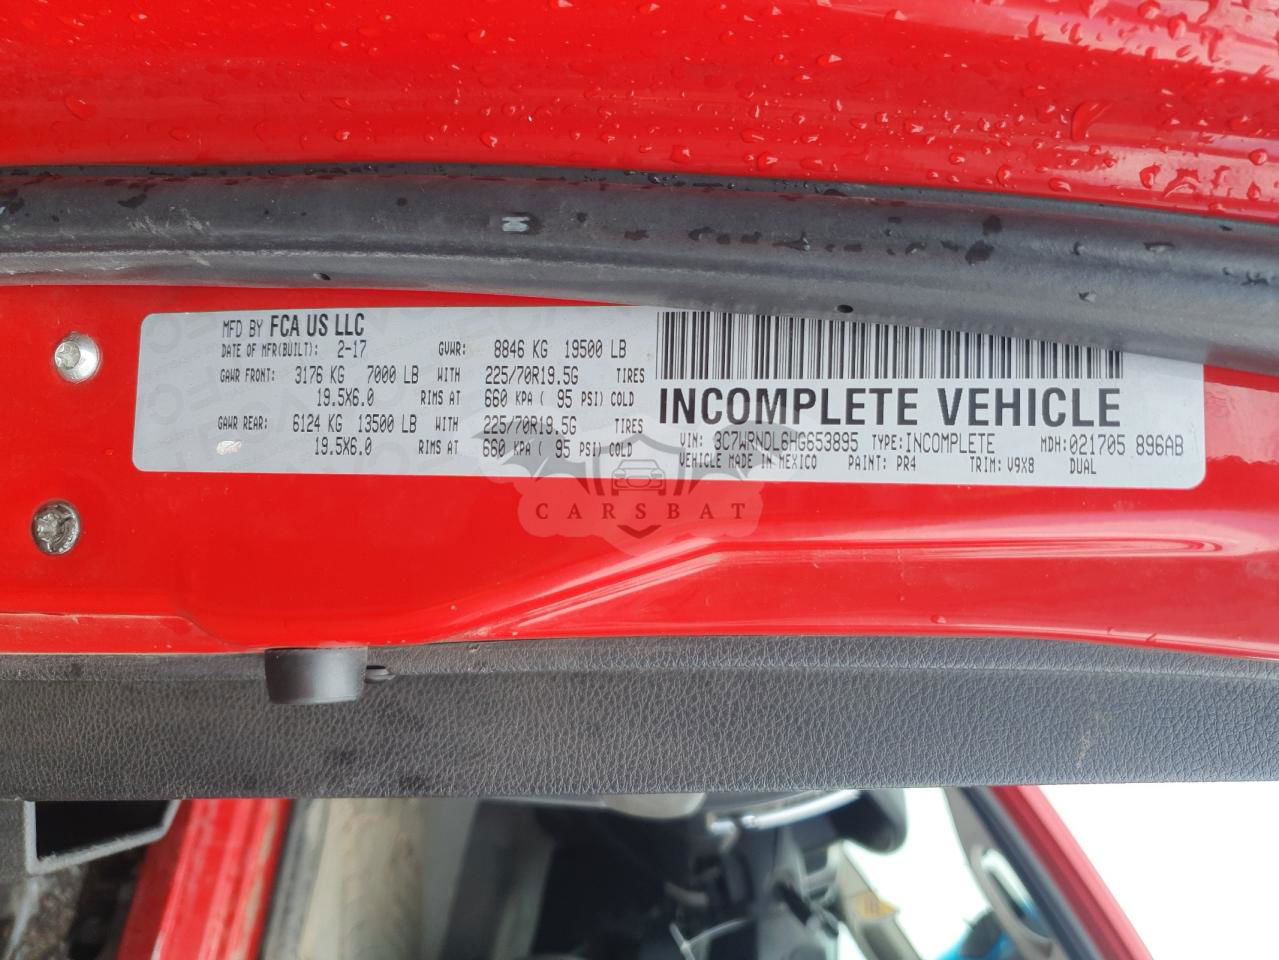 MFD BY FCA US LLC
DATE OF MFR(BUILT): 2-17 GVWR: 8846 KG 19500 LB
GAWR FRONT: 3176 KG 7000 LB WITH 225/70R19.5G TIRES
19.5X6.0 RIMS AT 660 KPA ( 95 PSI) COLD
GAWR REAR: 6124 KG 13500 LB WITH 225/70R19.5G TIRES
19.5X6.0 RIMS AT 660 KPA ( 95 PSI) COLD
INCOMPLETE VEHICLE
VIN: 3C7WRNDL6HG653895 TYPE:INCOMPLETE MDH:021705 896AB
VEHICLE MADE IN MEXICO PAINT: PR4 TRIM: V9X8 DUAL
CARSBAT